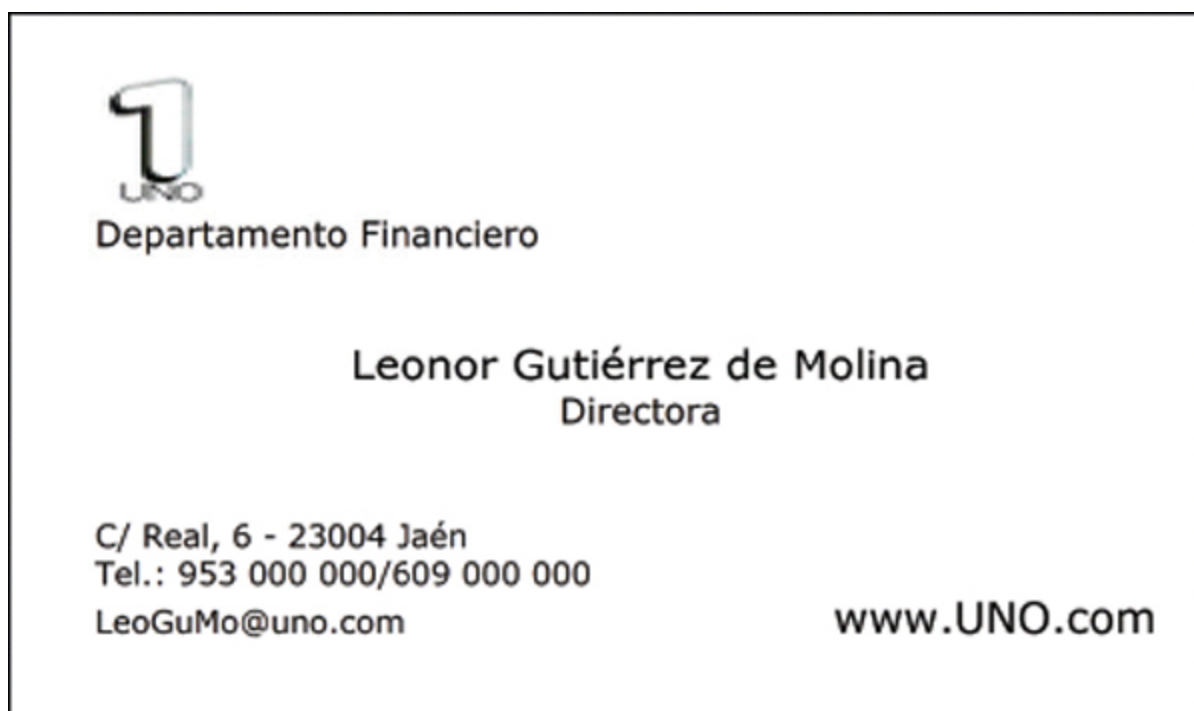 1
UNO
Departamento Financiero
Leonor Gutiérrez de Molina
Directora
C/ Real, 6 - 23004 Jaén
Tel.: 953 000 000/609 000 000
LeoGuMo@uno.com
www.UNO.com